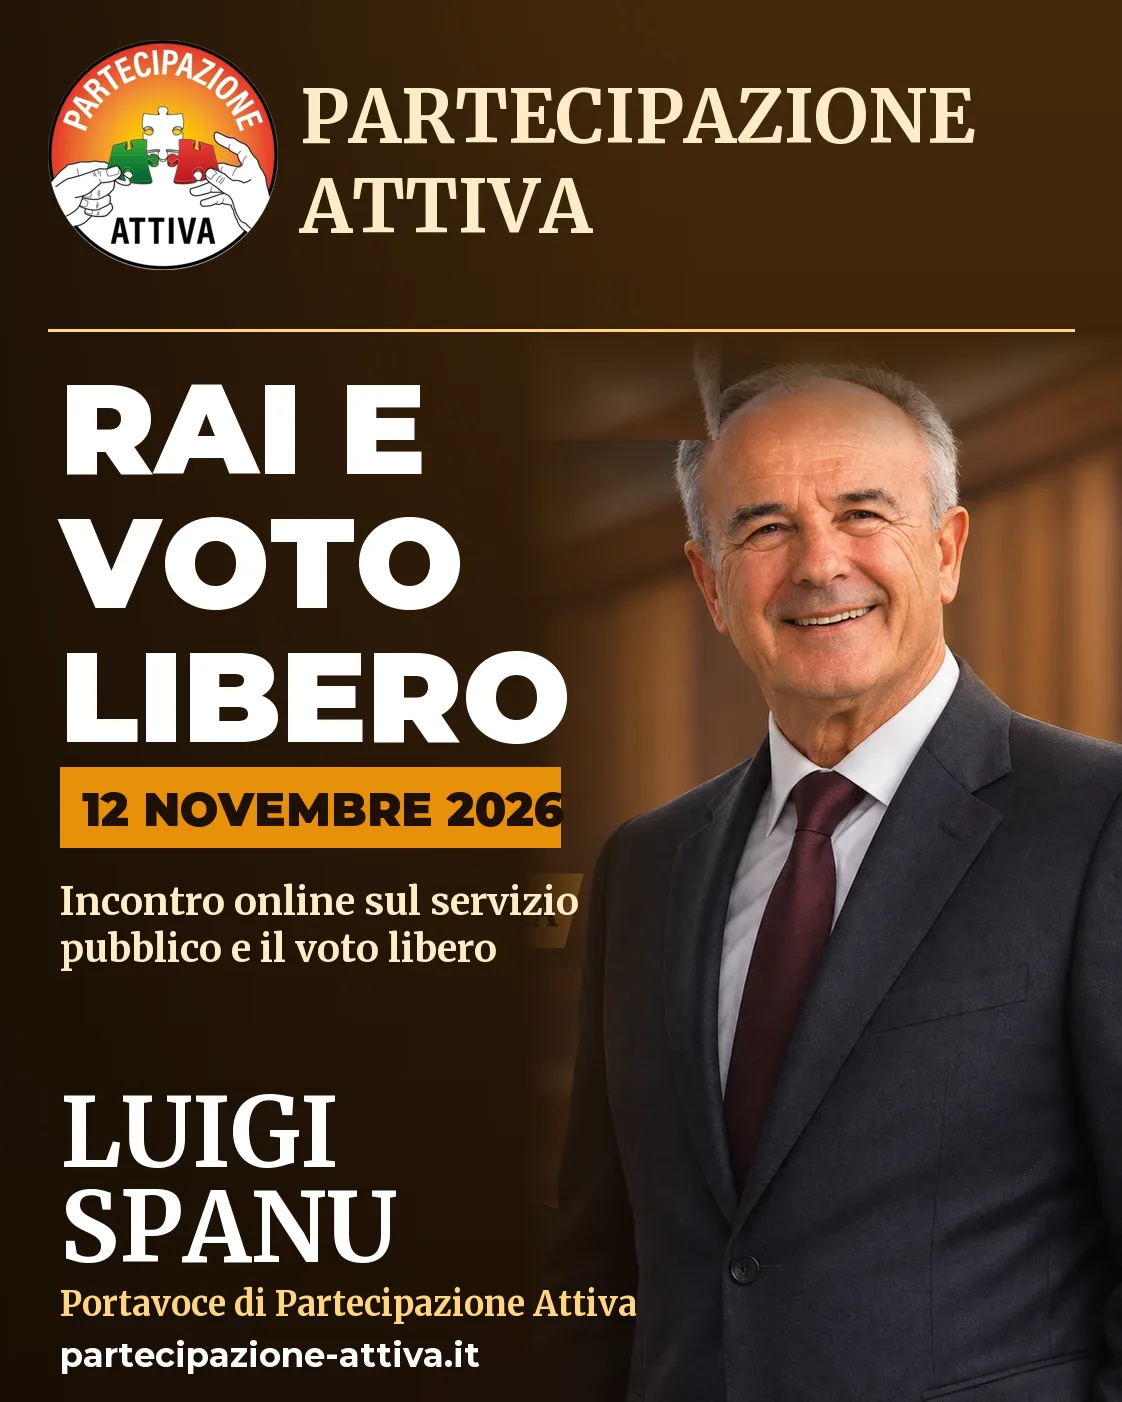 PARTECIPAZIONE
ATTIVA
PARTECIPAZIONE
ATTIVA
RAI E
VOTO
LIBERO
12 NOVEMBRE 2026
Incontro online sul servizio
pubblico e il voto libero
LUIGI
SPANU
Portavoce di Partecipazione Attiva
partecipazione-attiva.it